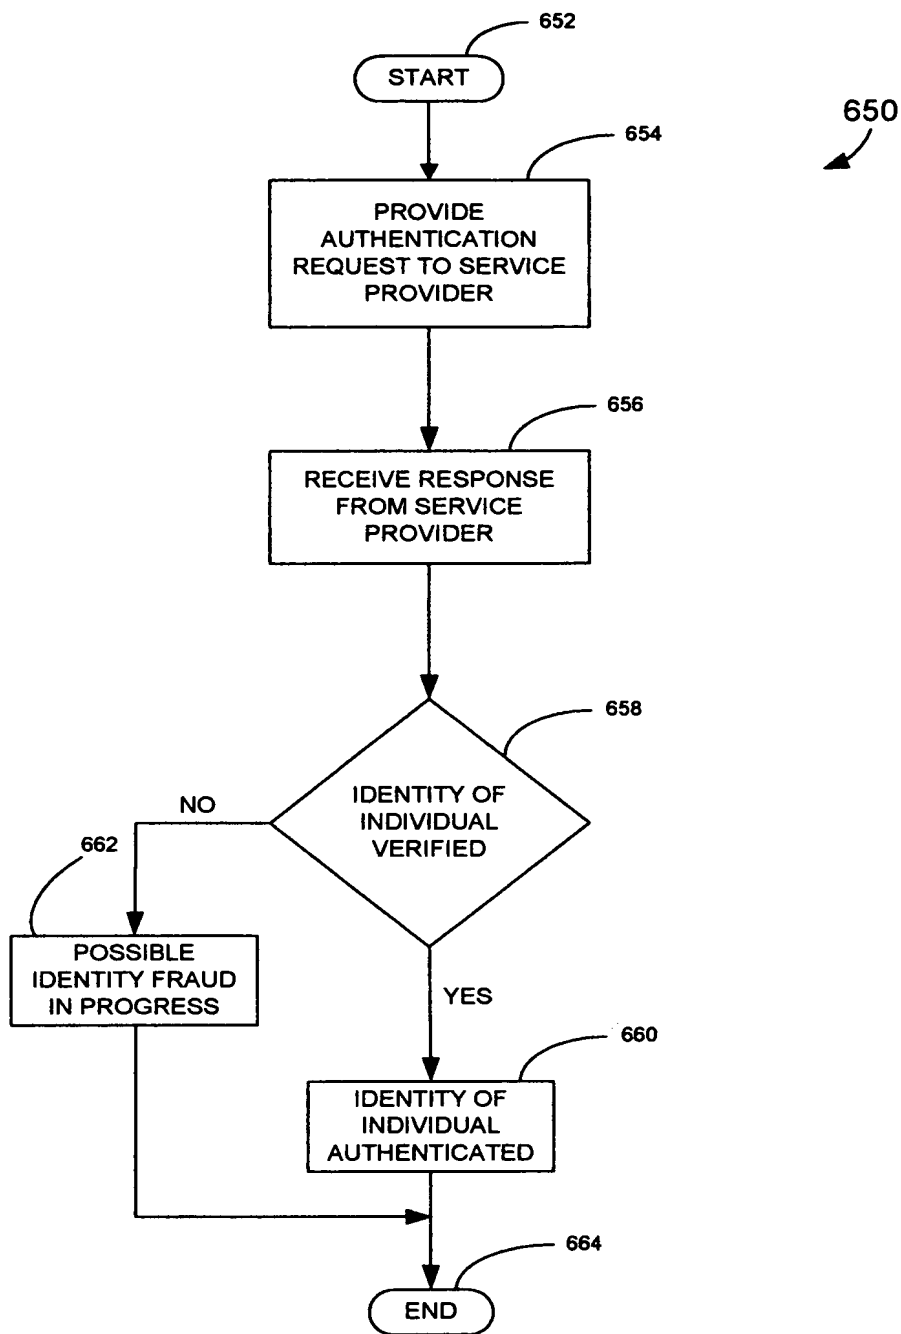 652
START
650
654
PROVIDE
AUTHENTICATION
REQUEST TO SERVICE
PROVIDER
656
RECEIVE RESPONSE
FROM SERVICE
PROVIDER
658
IDENTITY OF
INDIVIDUAL
VERIFIED
NO
662
POSSIBLE
IDENTITY FRAUD
IN PROGRESS
YES
660
IDENTITY OF
INDIVIDUAL
AUTHENTICATED
664
END